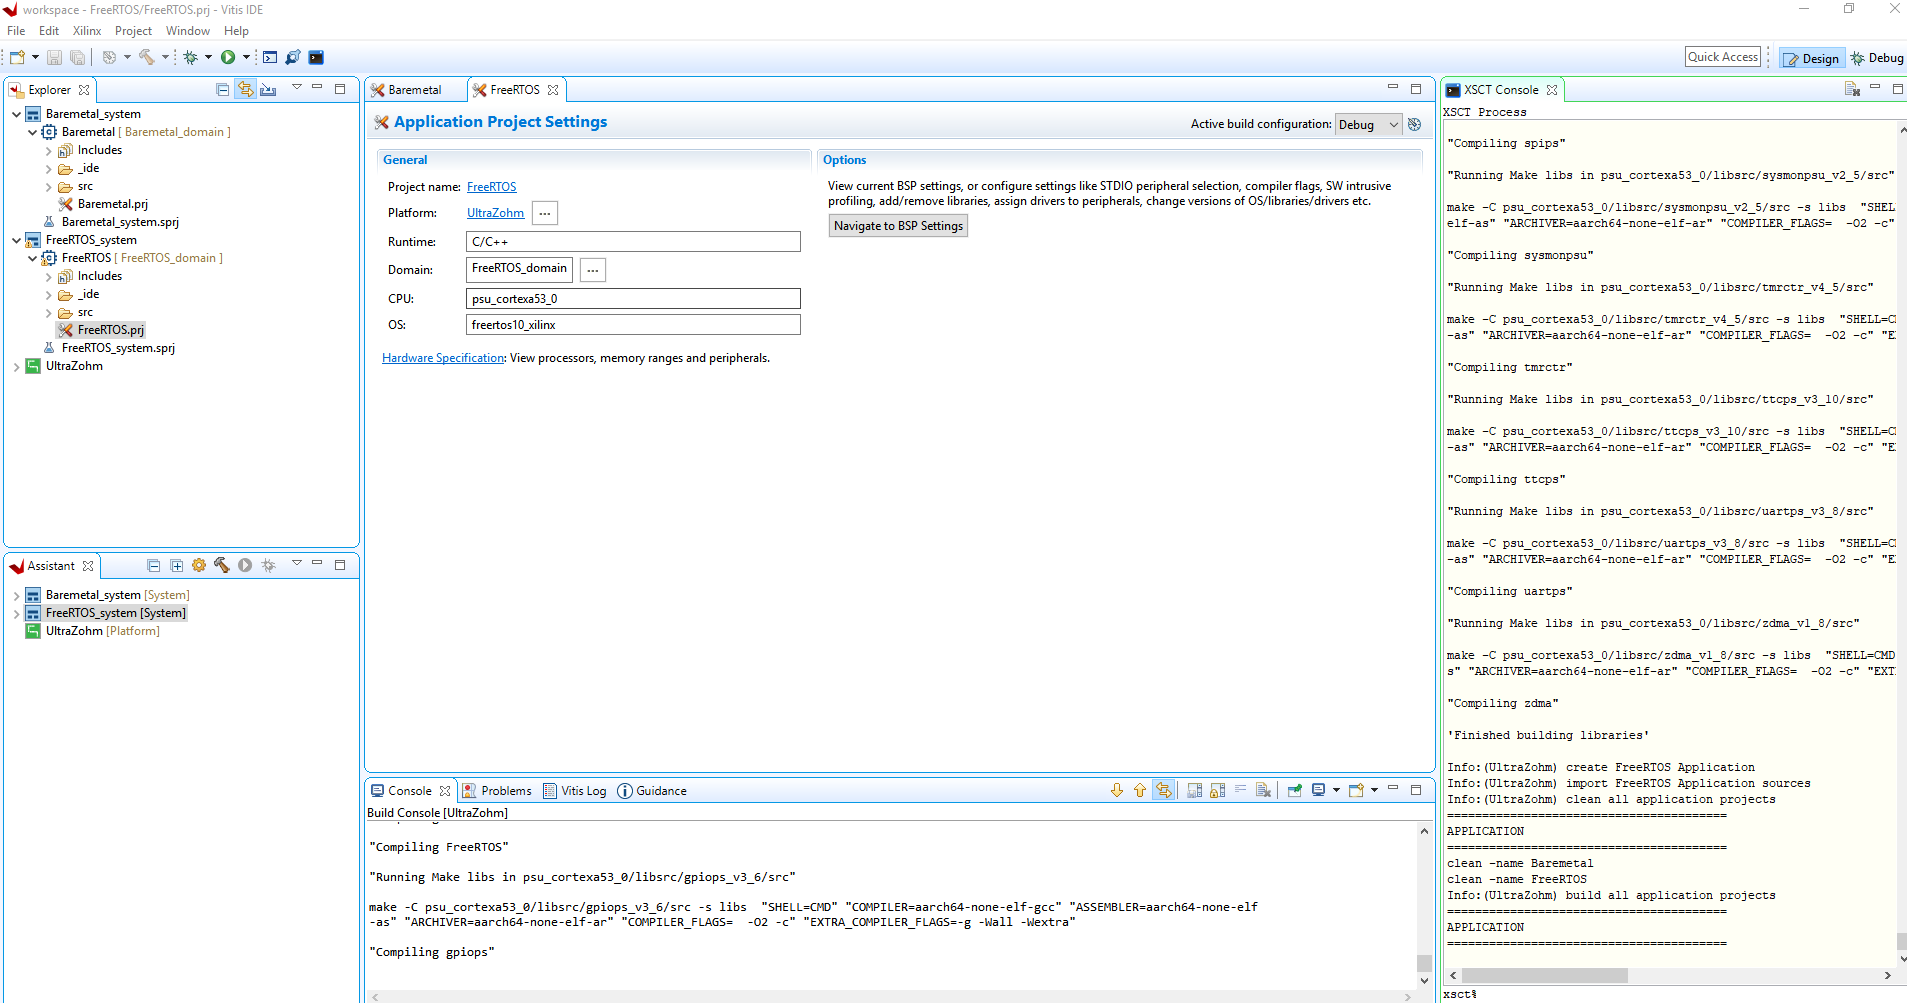 workspace - FreeRTOS/FreeRTOS.prj - Vitis IDE
File Edit Xilinx Project Window Help
Quick Access
Design
Debug
Explorer
Baremetal_system
Baremetal [ Baremetal_domain ]
Includes
_ide
src
Baremetal.prj
Baremetal_system.sprj
FreeRTOS_system
FreeRTOS [ FreeRTOS_domain ]
Includes
_ide
src
FreeRTOS.prj
FreeRTOS_system.sprj
UltraZohm
Assistant
Baremetal_system [System]
FreeRTOS_system [System]
UltraZohm [Platform]
Baremetal
FreeRTOS
Application Project Settings
Active build configuration: Debug
General
Project name: FreeRTOS
Platform: UltraZohm ...
Runtime: C/C++
Domain: FreeRTOS_domain ...
CPU: psu_cortexa53_0
OS: freertos10_xilinx
Hardware Specification: View processors, memory ranges and peripherals.
Options
View current BSP settings, or configure settings like STDIO peripheral selection, compiler flags, SW intrusive
profiling, add/remove libraries, assign drivers to peripherals, change versions of OS/libraries/drivers etc.
Navigate to BSP Settings
Console Problems Vitis Log Guidance
Build Console [UltraZohm]
"Compiling FreeRTOS"
"Running Make libs in psu_cortexa53_0/libsrc/gpiops_v3_6/src"
make -C psu_cortexa53_0/libsrc/gpiops_v3_6/src -s libs "SHELL=CMD" "COMPILER=aarch64-none-elf-gcc" "ASSEMBLER=aarch64-none-elf
-as" "ARCHIVER=aarch64-none-elf-ar" "COMPILER_FLAGS= -O2 -c" "EXTRA_COMPILER_FLAGS=-g -Wall -Wextra"
"Compiling gpiops"
XSCT Console
XSCT Process
"Compiling spips"
"Running Make libs in psu_cortexa53_0/libsrc/sysmonpsu_v2_5/src"
make -C psu_cortexa53_0/libsrc/sysmonpsu_v2_5/src -s libs "SHEL
elf-as" "ARCHIVER=aarch64-none-elf-ar" "COMPILER_FLAGS= -O2 -c"
"Compiling sysmonpsu"
"Running Make libs in psu_cortexa53_0/libsrc/tmrctr_v4_5/src"
make -C psu_cortexa53_0/libsrc/tmrctr_v4_5/src -s libs "SHELL=C
-as" "ARCHIVER=aarch64-none-elf-ar" "COMPILER_FLAGS= -O2 -c" "E
"Compiling tmrctr"
"Running Make libs in psu_cortexa53_0/libsrc/ttcps_v3_10/src"
make -C psu_cortexa53_0/libsrc/ttcps_v3_10/src -s libs "SHELL=C
-as" "ARCHIVER=aarch64-none-elf-ar" "COMPILER_FLAGS= -O2 -c" "E
"Compiling ttcps"
"Running Make libs in psu_cortexa53_0/libsrc/uartps_v3_8/src"
make -C psu_cortexa53_0/libsrc/uartps_v3_8/src -s libs "SHELL=C
-as" "ARCHIVER=aarch64-none-elf-ar" "COMPILER_FLAGS= -O2 -c" "E
"Compiling uartps"
"Running Make libs in psu_cortexa53_0/libsrc/zdma_v1_8/src"
make -C psu_cortexa53_0/libsrc/zdma_v1_8/src -s libs "SHELL=CMD
s" "ARCHIVER=aarch64-none-elf-ar" "COMPILER_FLAGS= -O2 -c" "EXT
"Compiling zdma"
'Finished building libraries'
Info:(UltraZohm) create FreeRTOS Application
Info:(UltraZohm) import FreeRTOS Application sources
Info:(UltraZohm) clean all application projects
========================================
APPLICATION
========================================
clean -name Baremetal
clean -name FreeRTOS
Info:(UltraZohm) build all application projects
========================================
APPLICATION
========================================
xsct%